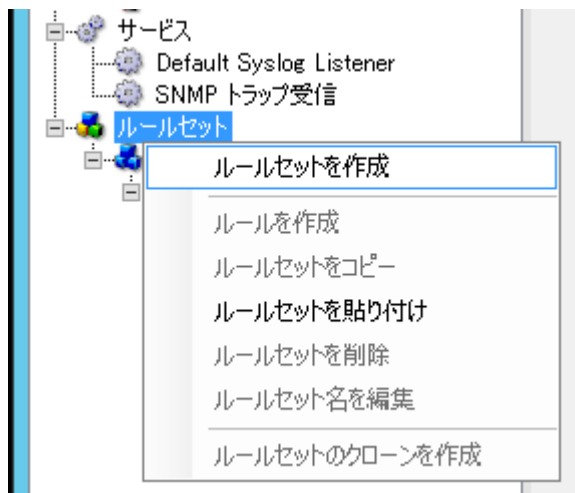 サービス
Default Syslog Listener
SNMP トラップ受信
ルールセット
ルールセットを作成
ルールを作成
ルールセットをコピー
ルールセットを貼り付け
ルールセットを削除
ルールセット名を編集
ルールセットのクローンを作成